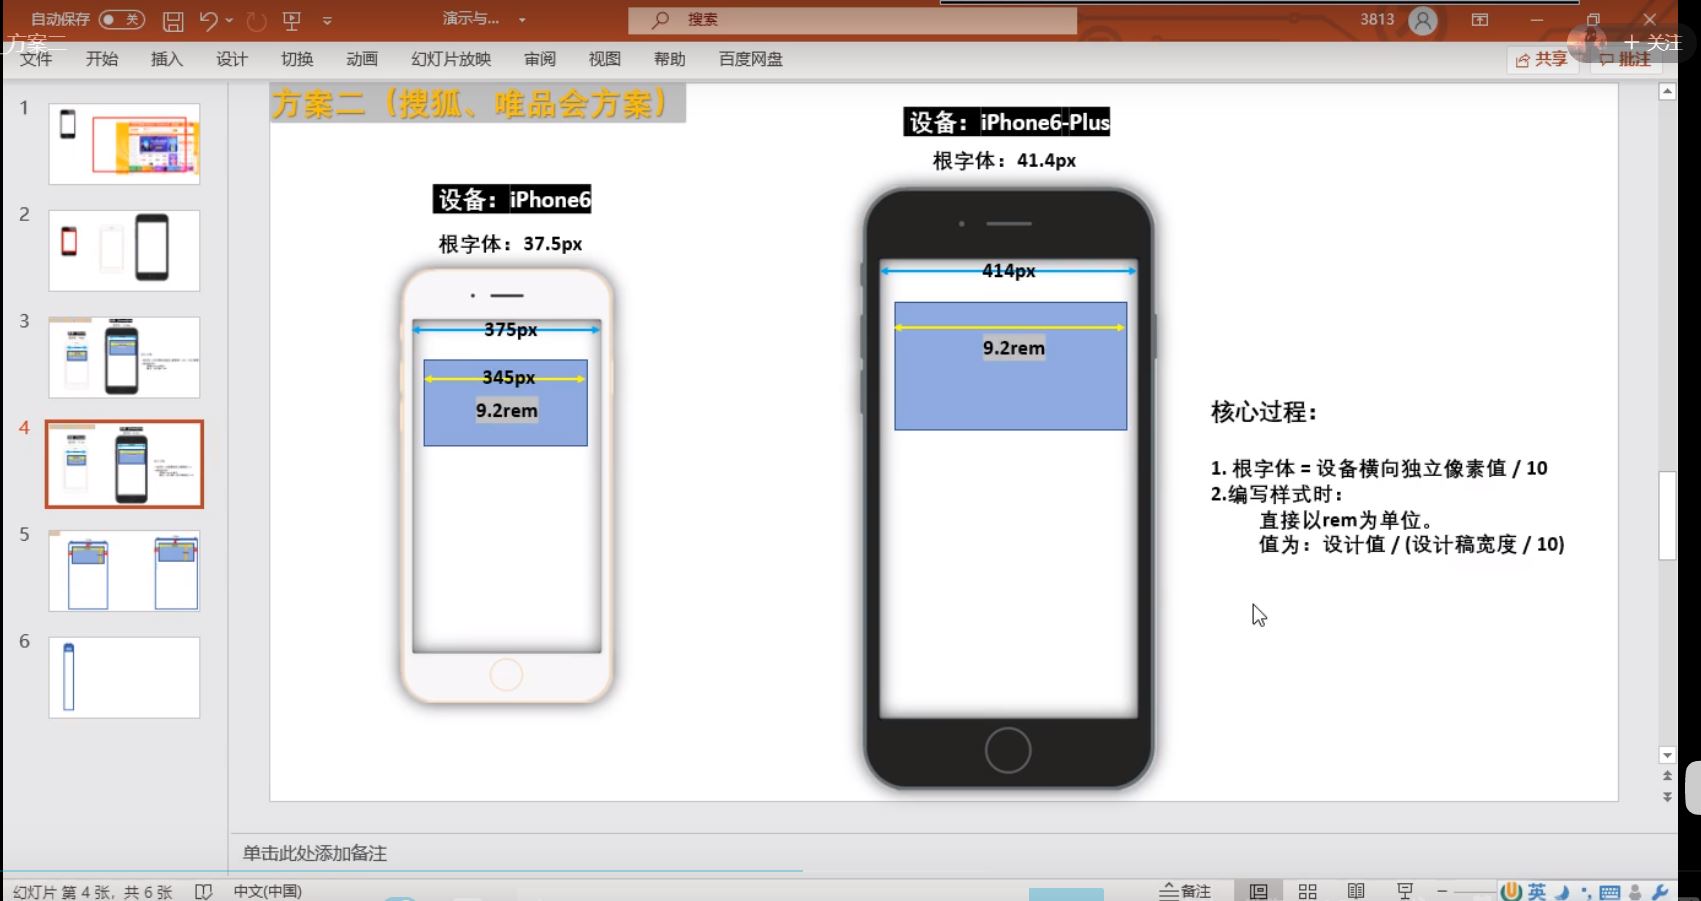 自动保存 关
演示与...
搜索
3813
方案二
+ 关注
文件 开始 插入 设计 切换 动画 幻灯片放映 审阅 视图 帮助 百度网盘
共享
批注
1
2
3
4
5
6
方案二（搜狐、唯品会方案）
设备：iPhone6
根字体：37.5px
375px
345px
9.2rem
设备：iPhone6-Plus
根字体：41.4px
414px
9.2rem
核心过程：
1. 根字体 = 设备横向独立像素值 / 10
2.编写样式时：
直接以rem为单位。
值为：设计值 / (设计稿宽度 / 10)
单击此处添加备注
幻灯片 第 4 张，共 6 张
中文(中国)
备注
英